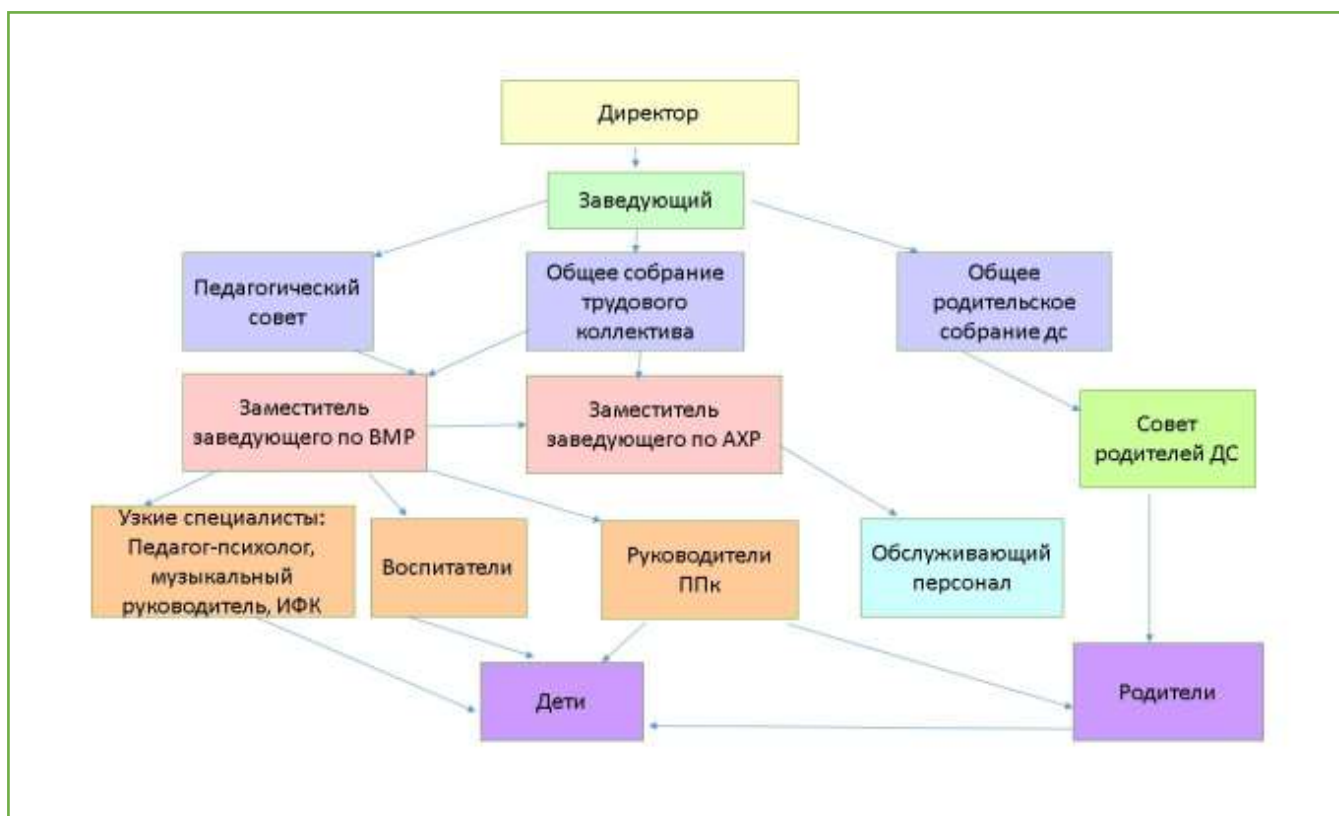 Директор
Заведующий
Педагогический
совет
Общее собрание
трудового
коллектива
Общее
родительское
собрание дс
Заместитель
заведующего по ВМР
Заместитель
заведующего по АХР
Совет
родителей ДС
Узкие специалисты:
Педагог-психолог,
музыкальный
руководитель, ИФК
Воспитатели
Руководители
ППк
Обслуживающий
персонал
Дети
Родители